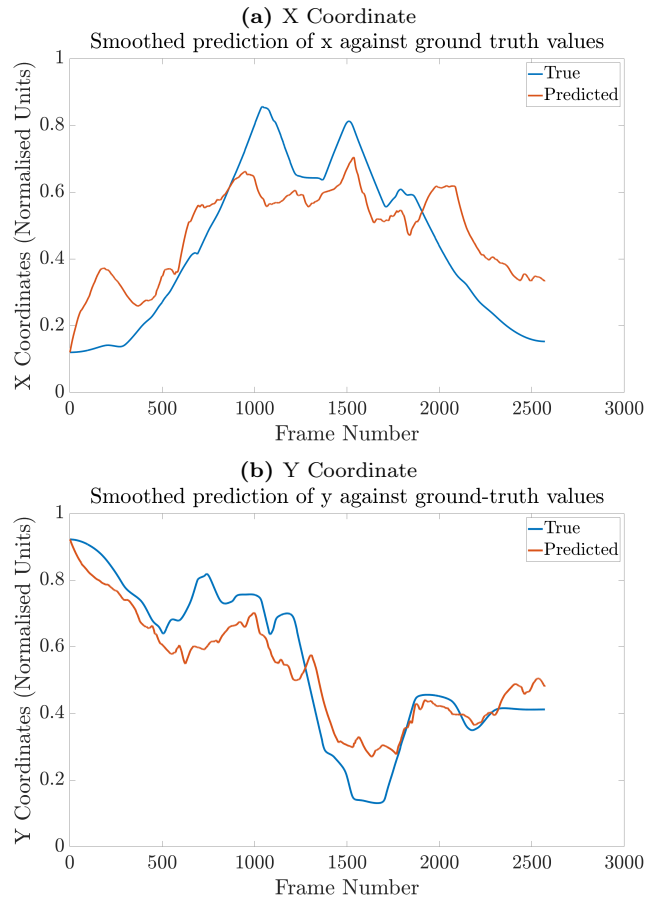 (a) X Coordinate
Smoothed prediction of x against ground truth values
1
0.8
0.6
0.4
0.2
0
X Coordinates (Normalised Units)
True
Predicted
0 500 1000 1500 2000 2500 3000
Frame Number
(b) Y Coordinate
Smoothed prediction of y against ground-truth values
1
0.8
0.6
0.4
0.2
0
Y Coordinates (Normalised Units)
True
Predicted
0 500 1000 1500 2000 2500 3000
Frame Number